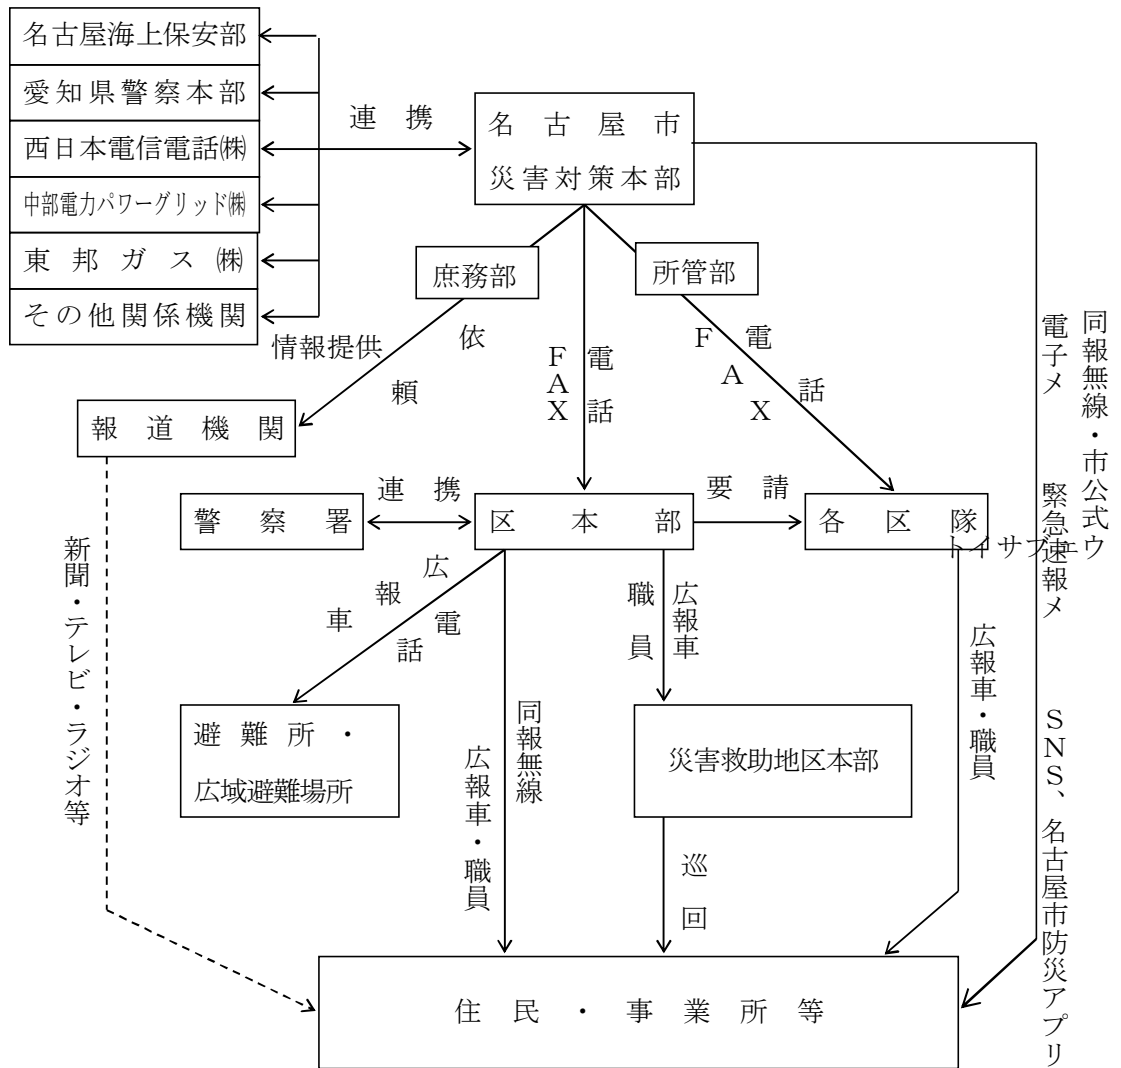 名古屋海上保安部
愛知県警察本部
西日本電信電話㈱
中部電力パワーグリッド㈱
東邦ガス㈱
その他関係機関
連携
名古屋市
災害対策本部
庶務部
所管部
情報提供
依頼
電話
FAX
電話
FAX
報道機関
警察署
連携
区本部
要請
各区隊
同報無線・市公式ウ
ェブサイト
電子メ
緊急速報メ
SNS、名古屋市防災アプリ
新聞・テレビ・ラジオ等
広報車
電話
広報車
職員
広報車・職員
同報無線
広報車・職員
避難所・
広域避難場所
災害救助地区本部
巡回
住民・事業所等